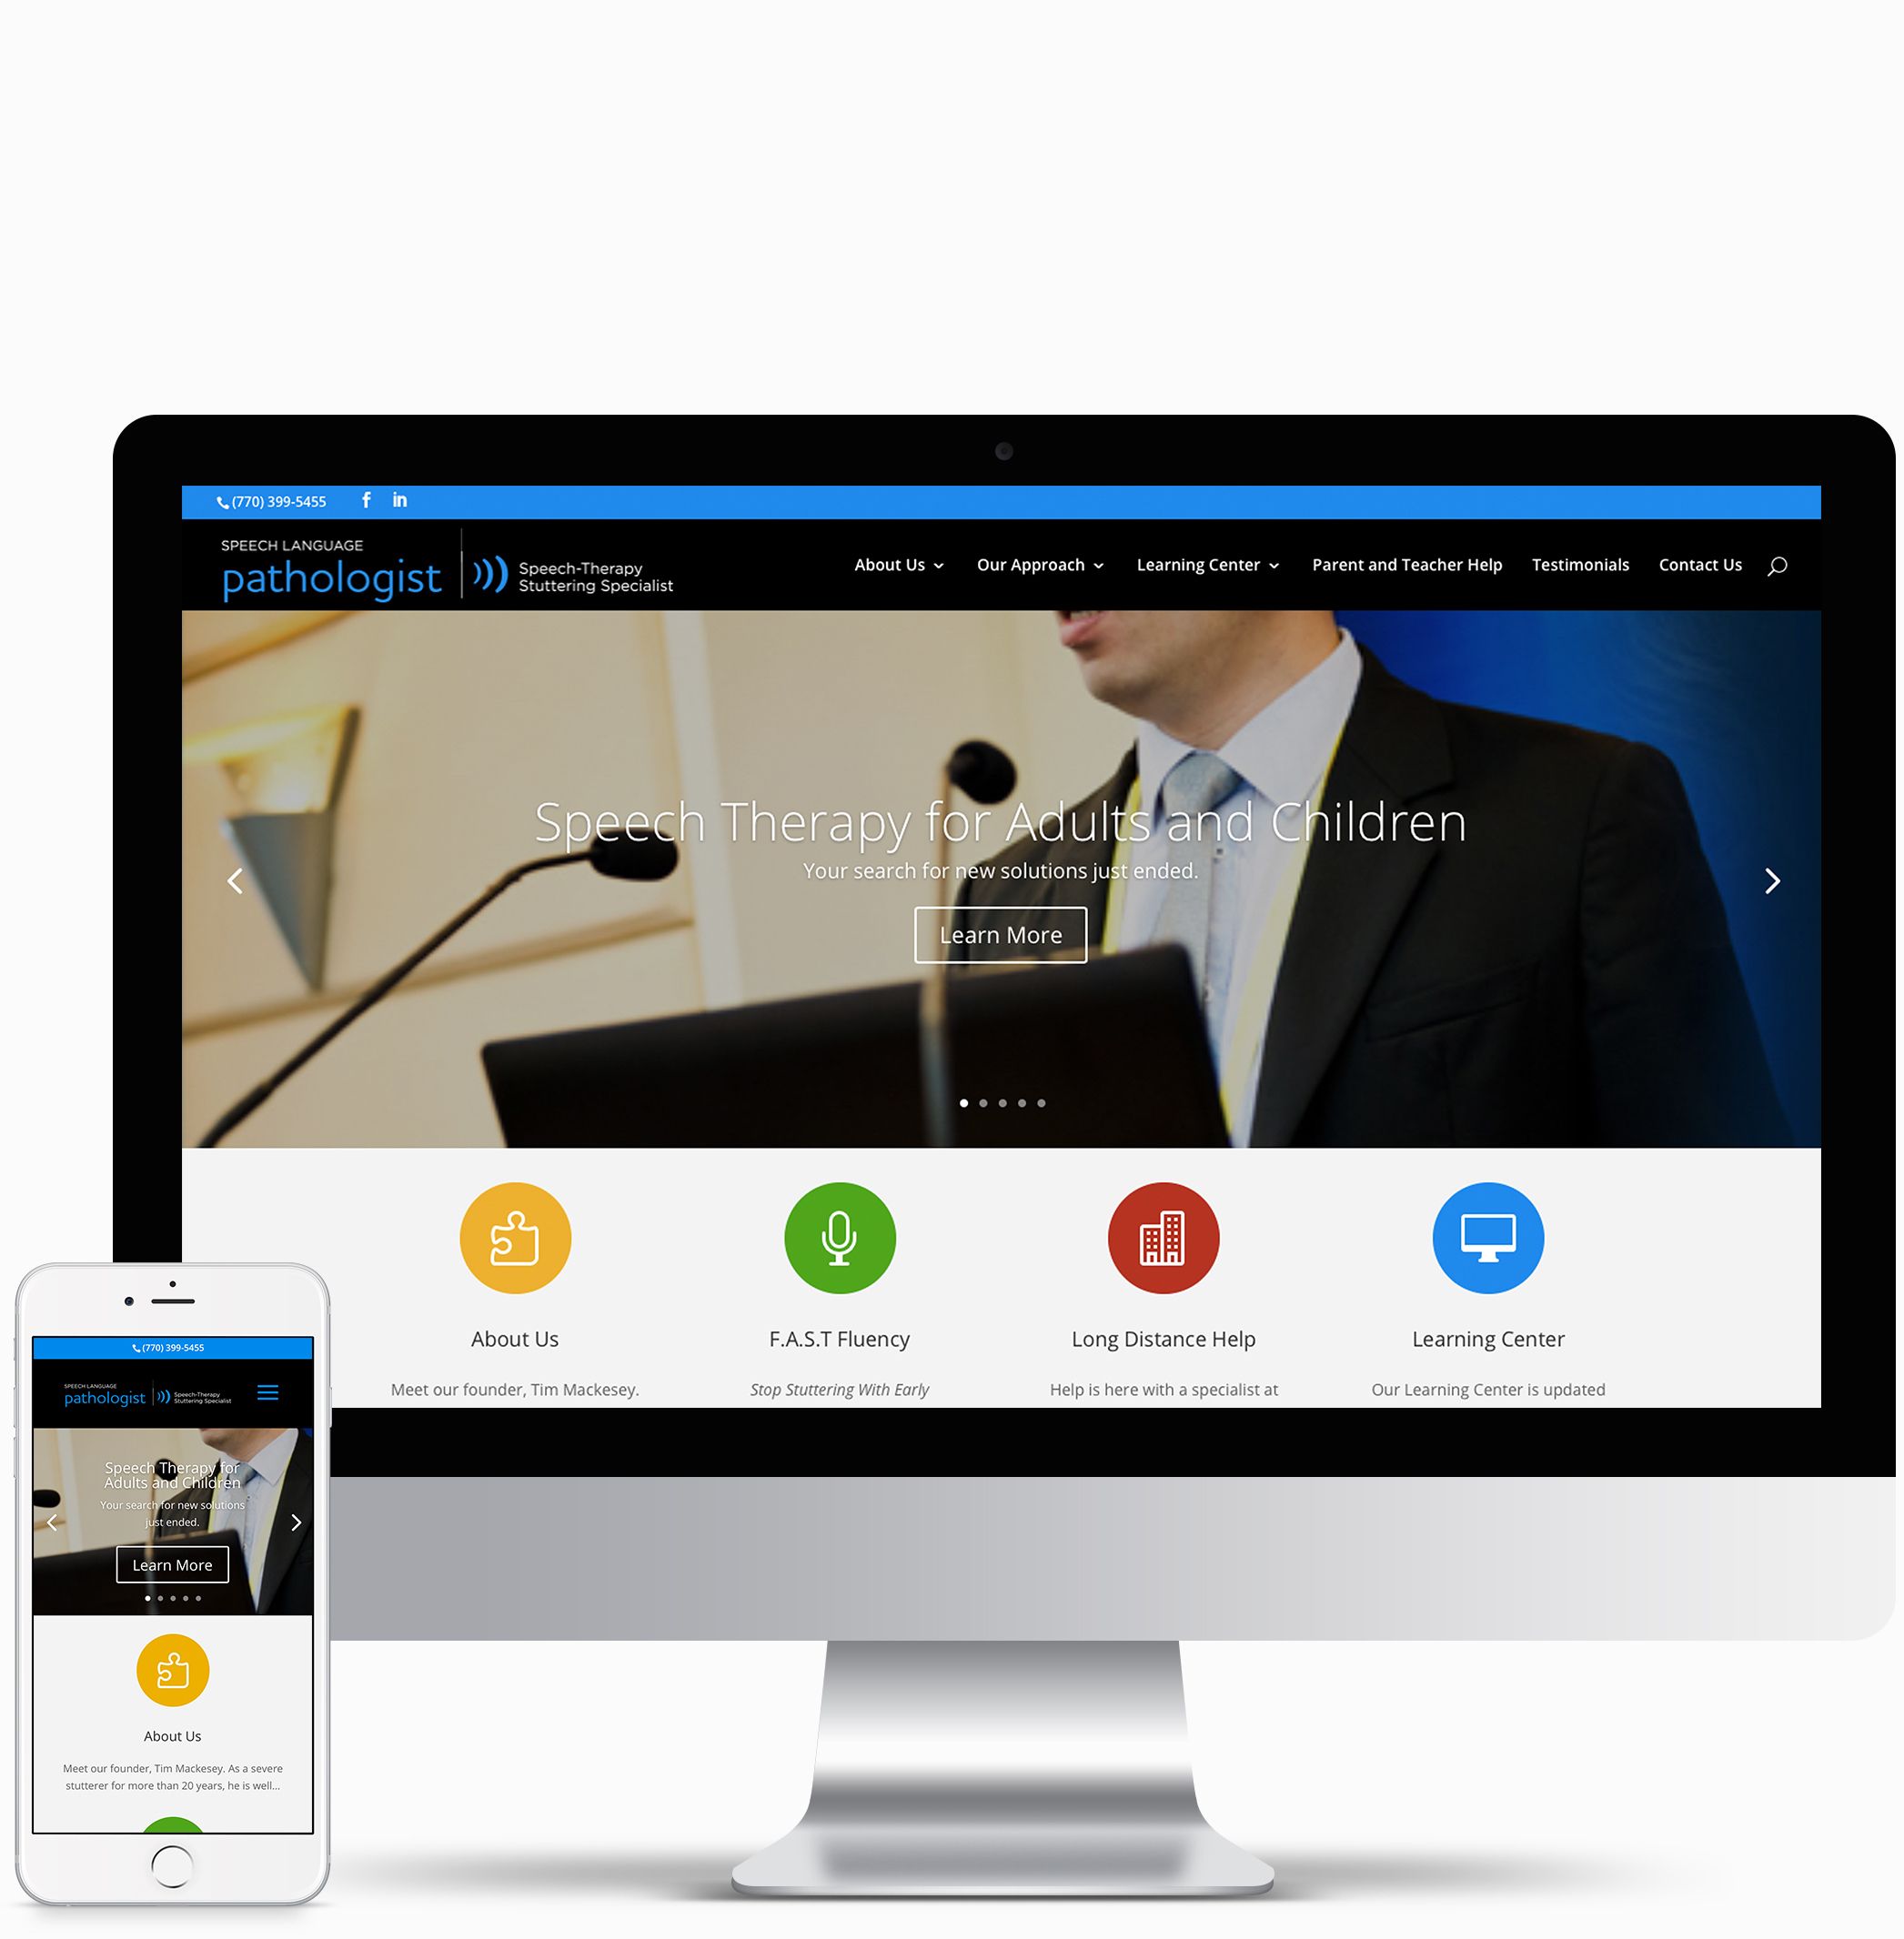 (770) 399-5455 f in
SPEECH LANGUAGE
pathologist
Speech-Therapy
Stuttering Specialist
About Us Our Approach Learning Center Parent and Teacher Help Testimonials Contact Us
Speech Therapy for Adults and Children
Your search for new solutions just ended.
Learn More
About Us
Meet our founder, Tim Mackesey.
F.A.S.T Fluency
Stop Stuttering With Early
Long Distance Help
Help is here with a specialist at
Learning Center
Our Learning Center is updated
(770) 399-5455
SPEECH LANGUAGE
pathologist
Speech-Therapy
Stuttering Specialist
Speech Therapy for
Adults and Children
Your search for new solutions
just ended.
Learn More
About Us
Meet our founder, Tim Mackesey. As a severe
stutterer for more than 20 years, he is well...